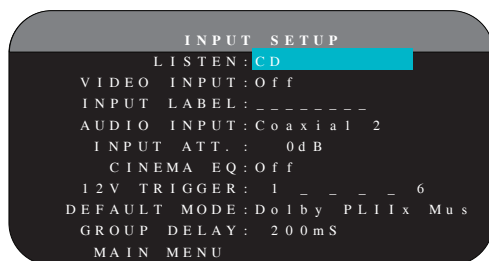 INPUT SETUP
LISTEN:CD
VIDEO INPUT:Off
INPUT LABEL:________
AUDIO INPUT:Coaxial 2
INPUT ATT.: 0dB
CINEMA EQ:Off
12V TRIGGER: 1 _ _ _ _ 6
DEFAULT MODE:Dolby PLIIx Mus
GROUP DELAY: 200mS
MAIN MENU